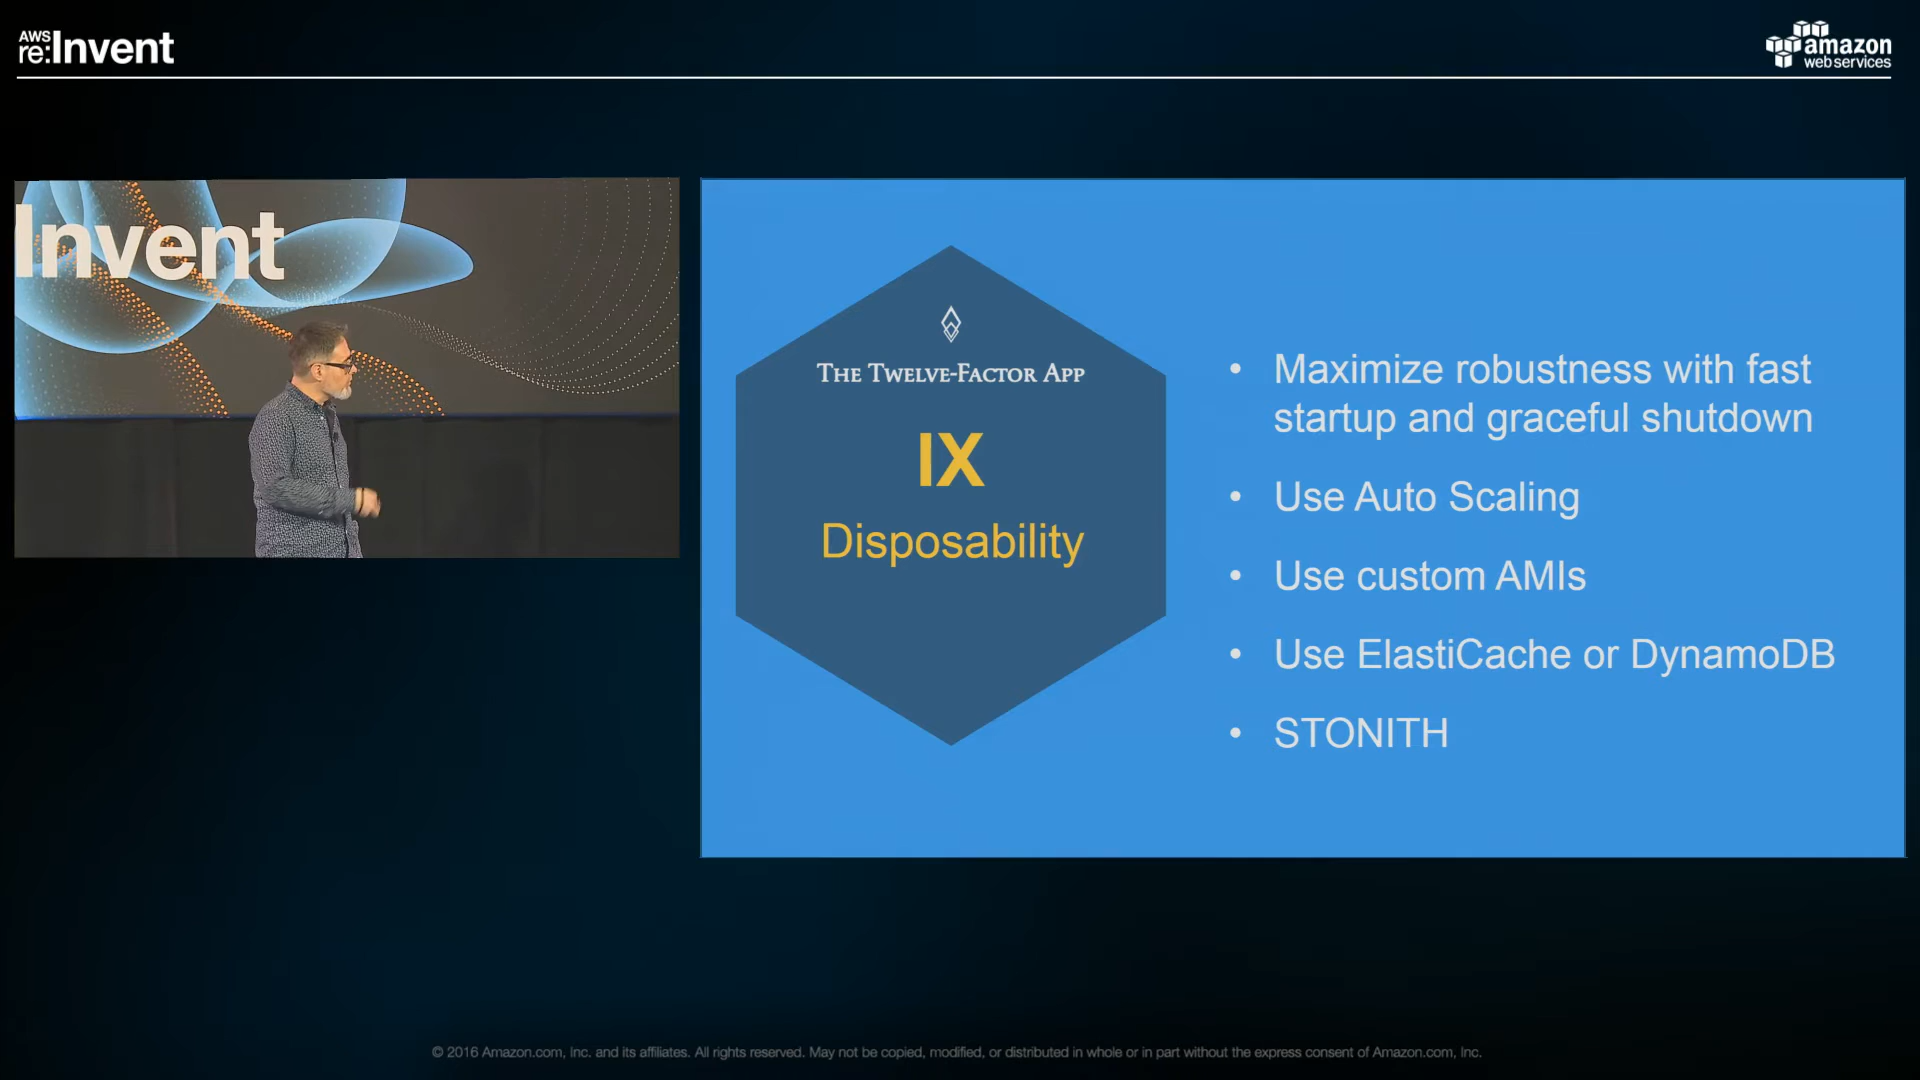 AWS
re:Invent
amazon
web services
Invent
THE TWELVE-FACTOR APP
IX
Disposability
• Maximize robustness with fast
startup and graceful shutdown
• Use Auto Scaling
• Use custom AMIs
• Use ElastiCache or DynamoDB
• STONITH
© 2016 Amazon.com, Inc. and its affiliates. All rights reserved. May not be copied, modified, or distributed in whole or in part without the express consent of Amazon.com, Inc.